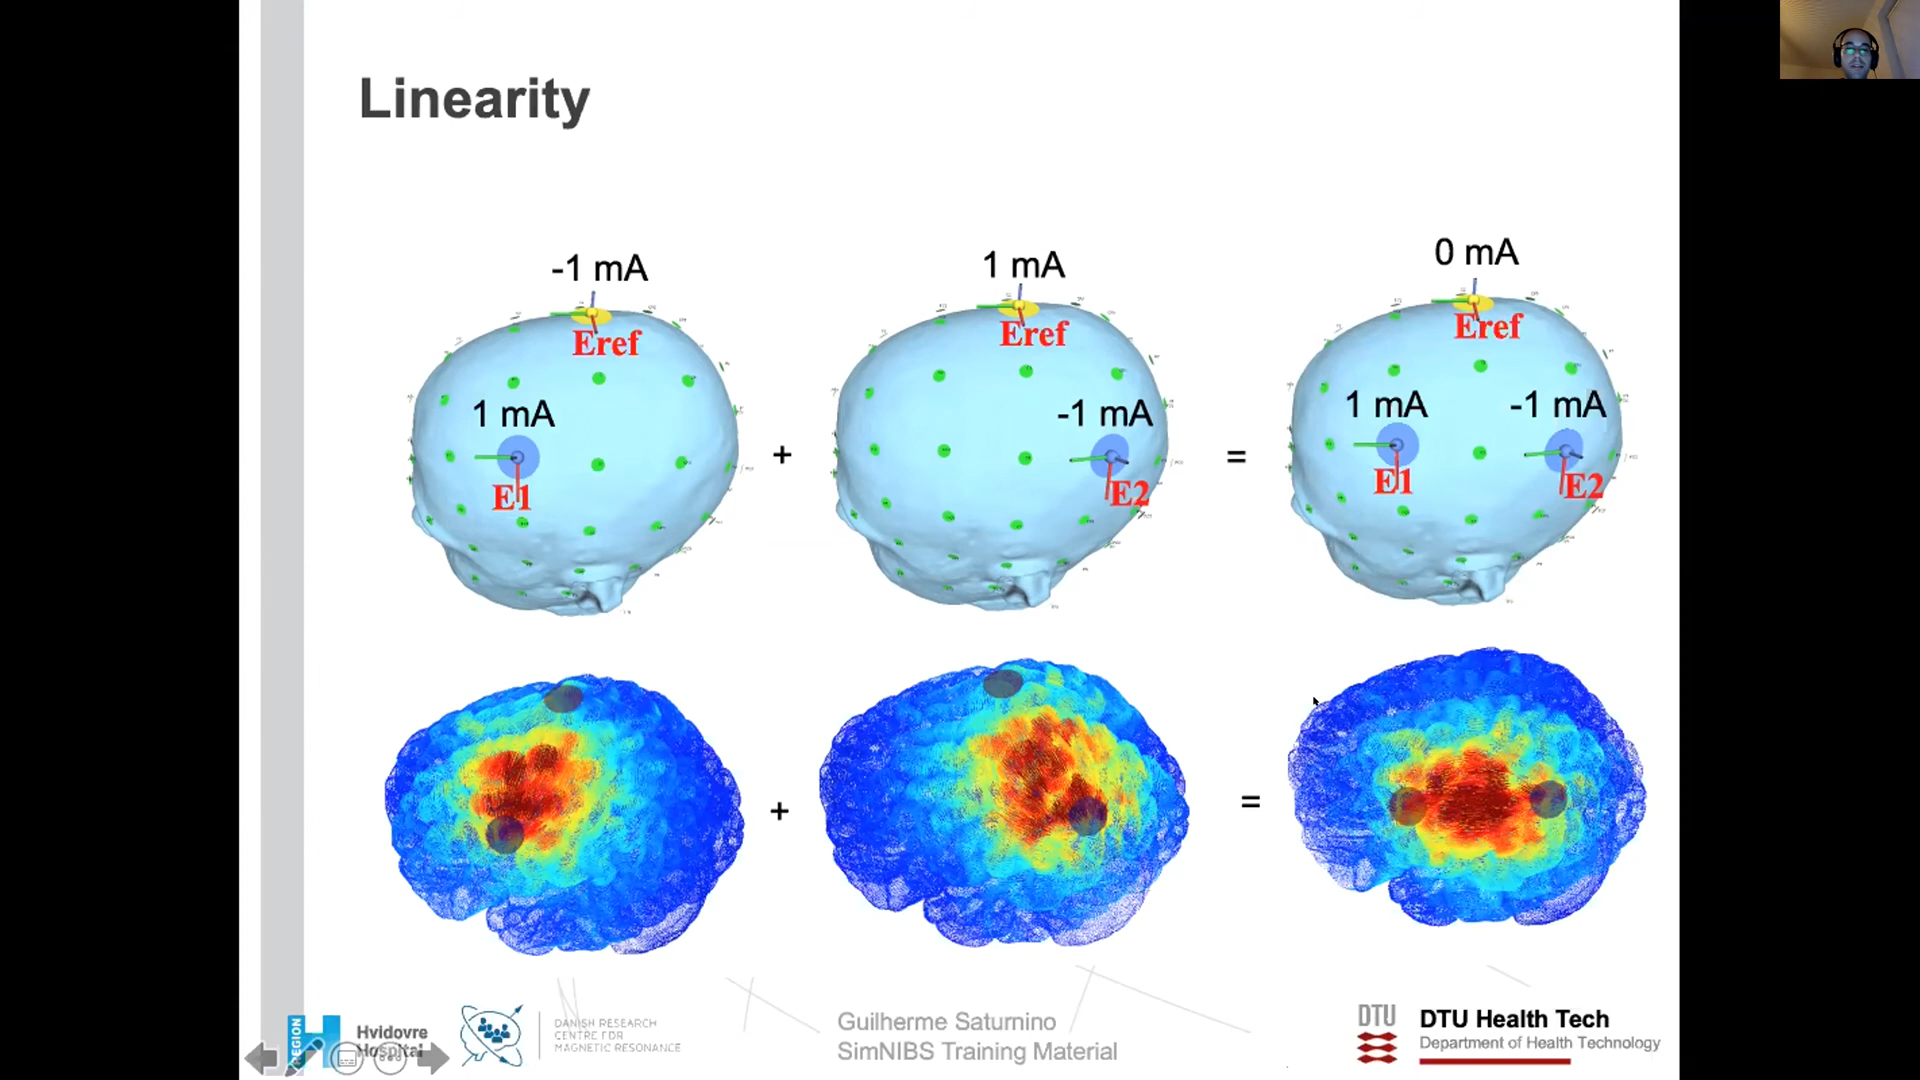 Linearity
-1 mA
Eref
1 mA
E1
+
1 mA
Eref
-1 mA
E2
=
0 mA
Eref
1 mA
-1 mA
E1
E2
+
=
REGION
Hvidovre
Hospital
DANISH RESEARCH
CENTRE FOR
MAGNETIC RESONANCE
Guilherme Saturnino
SimNIBS Training Material
DTU
DTU Health Tech
Department of Health Technology